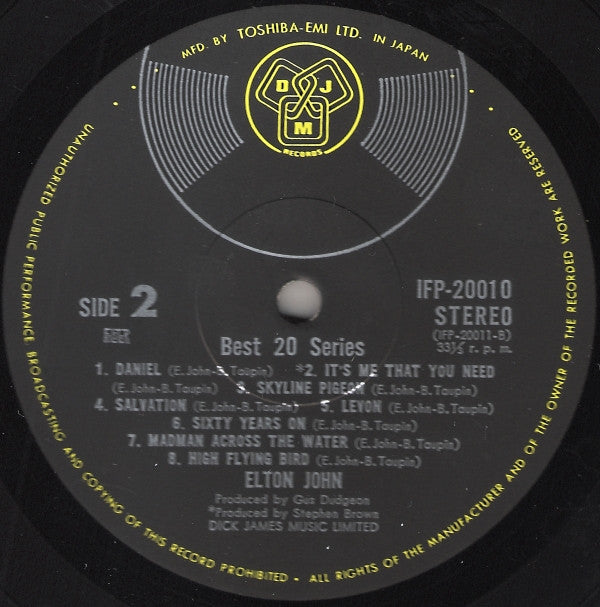 MFD. BY TOSHIBA-EMI LTD. IN JAPAN
D J
M
RECORDS
UNAUTHORIZED PUBLIC PERFORMANCE BROADCASTING AND COPYING OF THIS RECORD PROHIBITED • ALL RIGHTS OF THE MANUFACTURER AND OF THE OWNER OF THE RECORDED WORK ARE RESERVED
SIDE 2
IFP-20010
STEREO
(IFP-20011-B)
33⅓ r. p. m.
Best 20 Series
1. DANIEL (E. John-B. Taupin) *2. IT'S ME THAT YOU NEED
(E. John-B. Taupin) 3. SKYLINE PIGEON (E. John-B. Taupin)
4. SALVATION (E. John-B. Taupin) 5. LEVON (E. John-B. Taupin)
6. SIXTY YEARS ON (E. John-B. Taupin)
7. MADMAN ACROSS THE WATER (E. John-B. Taupin)
8. HIGH FLYING BIRD (E. John-B. Taupin)
ELTON JOHN
Produced by Gus Dudgeon
*Produced by Stephen Brown
DICK JAMES MUSIC LIMITED